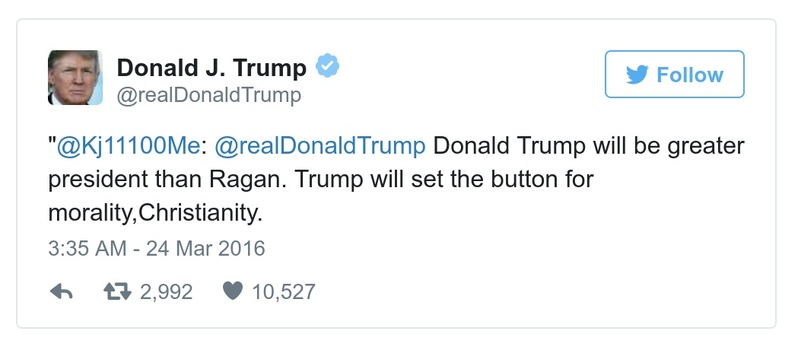 Donald J. Trump
@realDonaldTrump
Follow
"@Kj11100Me: @realDonaldTrump Donald Trump will be greater
president than Ragan. Trump will set the button for
morality,Christianity.
3:35 AM - 24 Mar 2016
2,992 10,527